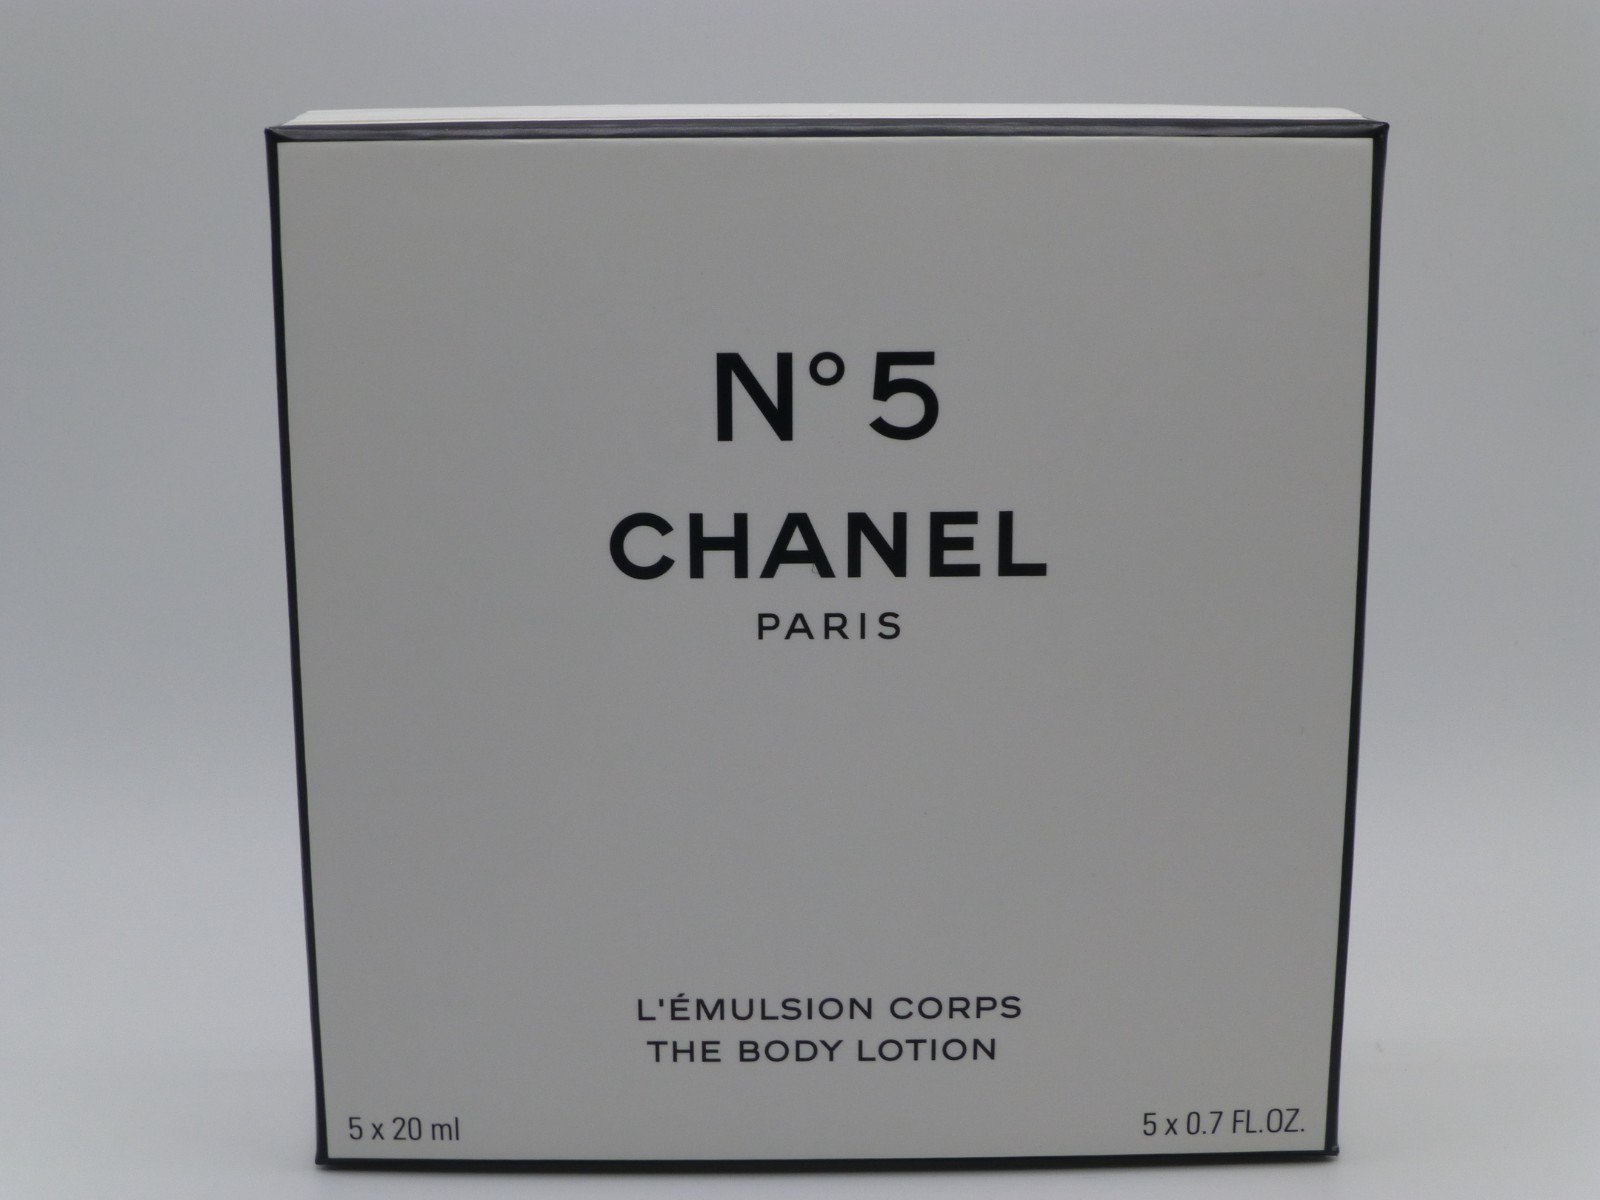 N°5
CHANEL
PARIS
L'ÉMULSION CORPS
THE BODY LOTION
5 x 20 ml
5 x 0.7 FL.OZ.